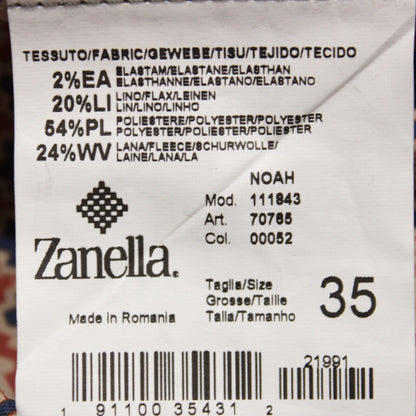 TESSUTO/FABRIC/GEWEBE/TISU/TEJIDO/TECIDO
2%EA ELASTAM/ELASTANE/ELASTHAN
ELASTHANNE/ELASTANO/ELASTANO
20%LI LINO/FLAX/LEINEN
LIN/LINO/LINHO
54%PL POLIESTERE/POLYESTER/POLYESTER
POLYESTER/POLYESTER/POLYESTER
24%WV LANA/FLEECE/SCHURWOLLE/
LAINE/LANA/LA
NOAH
Mod. 111843
Art. 70765
Col. 00052
Zanella®
Taglia/Size
Grosse/Taille
Talla/Tamanho
35
Made in Romania
21991
1 91100 35431 2